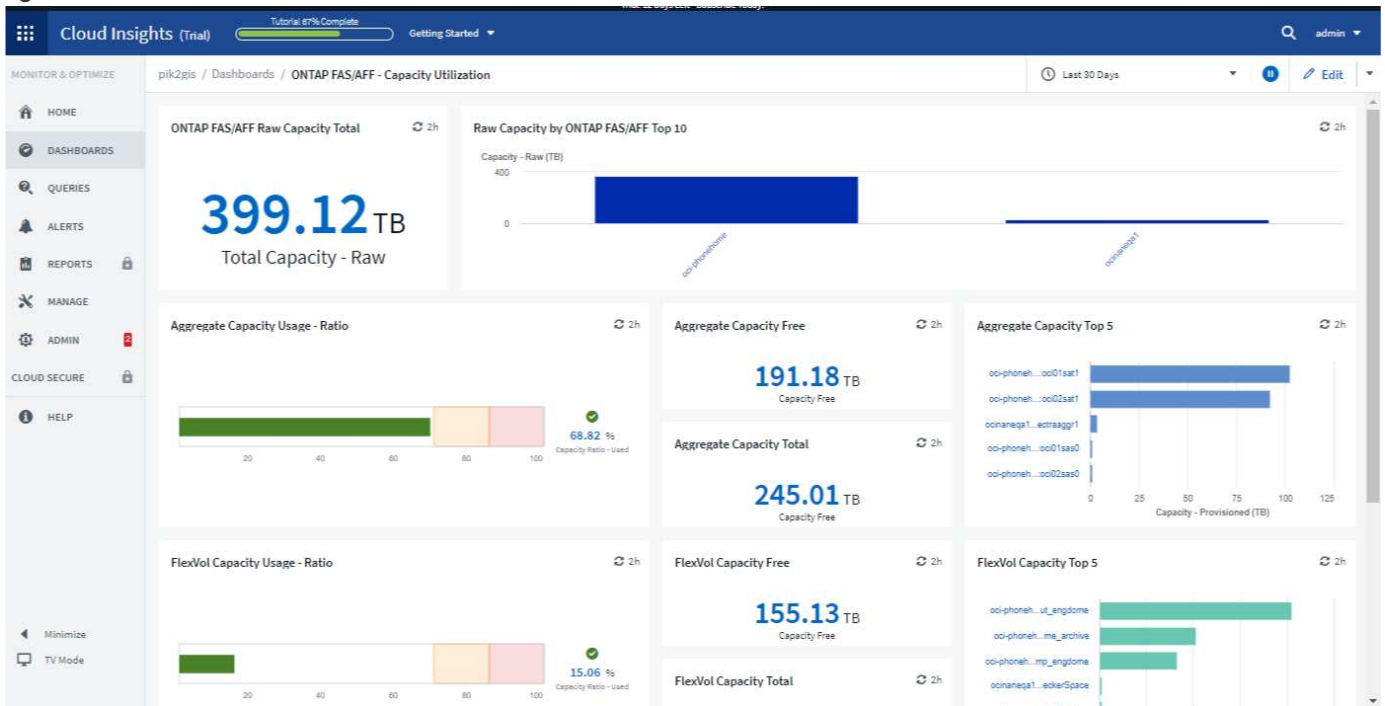 Trial: 12 Days Left - Subscribe Today!
Cloud Insights (Trial)
Tutorial 67% Complete
Getting Started
admin
MONITOR & OPTIMIZE
pik2gis / Dashboards / ONTAP FAS/AFF - Capacity Utilization
Last 30 Days
Edit
HOME
DASHBOARDS
QUERIES
ALERTS
REPORTS
MANAGE
ADMIN
2
CLOUD SECURE
HELP
Minimize
TV Mode
ONTAP FAS/AFF Raw Capacity Total
2h
399.12 TB
Total Capacity - Raw
Raw Capacity by ONTAP FAS/AFF Top 10
2h
Capacity - Raw (TB)
400
0
oci-phonehome
ocinaneqa1
Aggregate Capacity Usage - Ratio
2h
20 40 60 80 100
68.82 %
Capacity Ratio - Used
Aggregate Capacity Free
2h
191.18 TB
Capacity Free
Aggregate Capacity Total
2h
245.01 TB
Capacity Free
Aggregate Capacity Top 5
2h
oci-phoneh...:oci01sat1
oci-phoneh...:oci02sat1
ocinaneqa1...ectraaggr1
oci-phoneh...:oci01sas0
oci-phoneh...:oci02sas0
0 25 50 75 100 125
Capacity - Provisioned (TB)
FlexVol Capacity Usage - Ratio
2h
20 40 60 80 100
15.06 %
Capacity Ratio - Used
FlexVol Capacity Free
2h
155.13 TB
Capacity Free
FlexVol Capacity Total
2h
FlexVol Capacity Top 5
2h
oci-phoneh...ut_engdome
oci-phoneh...me_archive
oci-phoneh...mp_engdome
ocinaneqa1...eckerSpace